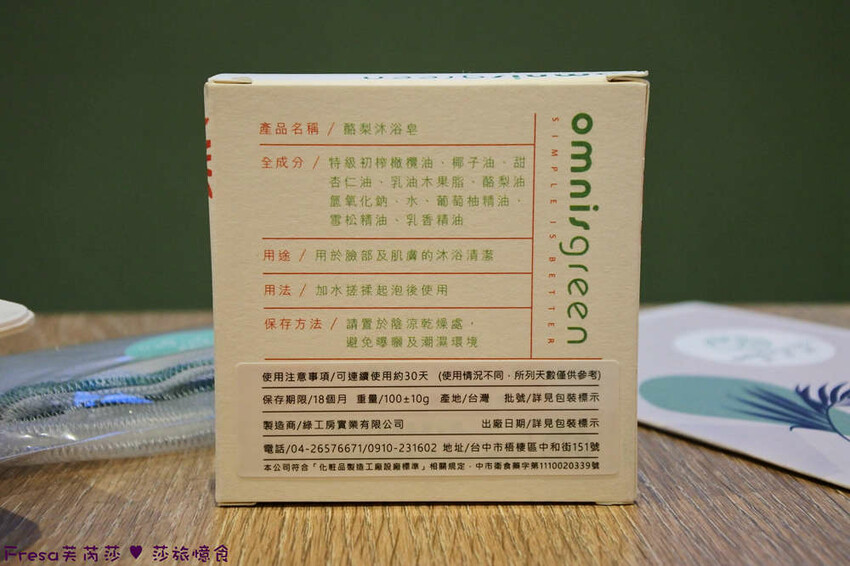 omnisgreen
產品名稱 / 酪梨沐浴皂
全成分 / 特級初榨橄欖油、椰子油、甜
杏仁油、乳油木果脂、酪梨油
氫氧化鈉、水、葡萄柚精油、
雪松精油、乳香精油
用途 / 用於臉部及肌膚的沐浴清潔
用法 / 加水搓揉起泡後使用
保存方法 / 請置於陰涼乾燥處，
避免曝曬及潮濕環境
omnisgreen
SIMPLE IS BETTER
使用注意事項/可連續使用約30天 (使用情況不同，所列天數僅供參考)
保存期限/18個月 重量/100±10g 產地/台灣 批號/詳見包裝標示
製造商/綠工房實業有限公司 出廠日期/詳見包裝標示
電話/04-26576671/0910-231602 地址/台中市梧棲區中和街151號
本公司符合「化粧品製造工廠設廠標準」相關規定，中市衛食藥字第1110020339號
Fresa芙芮莎 ♥ 莎旅憶食